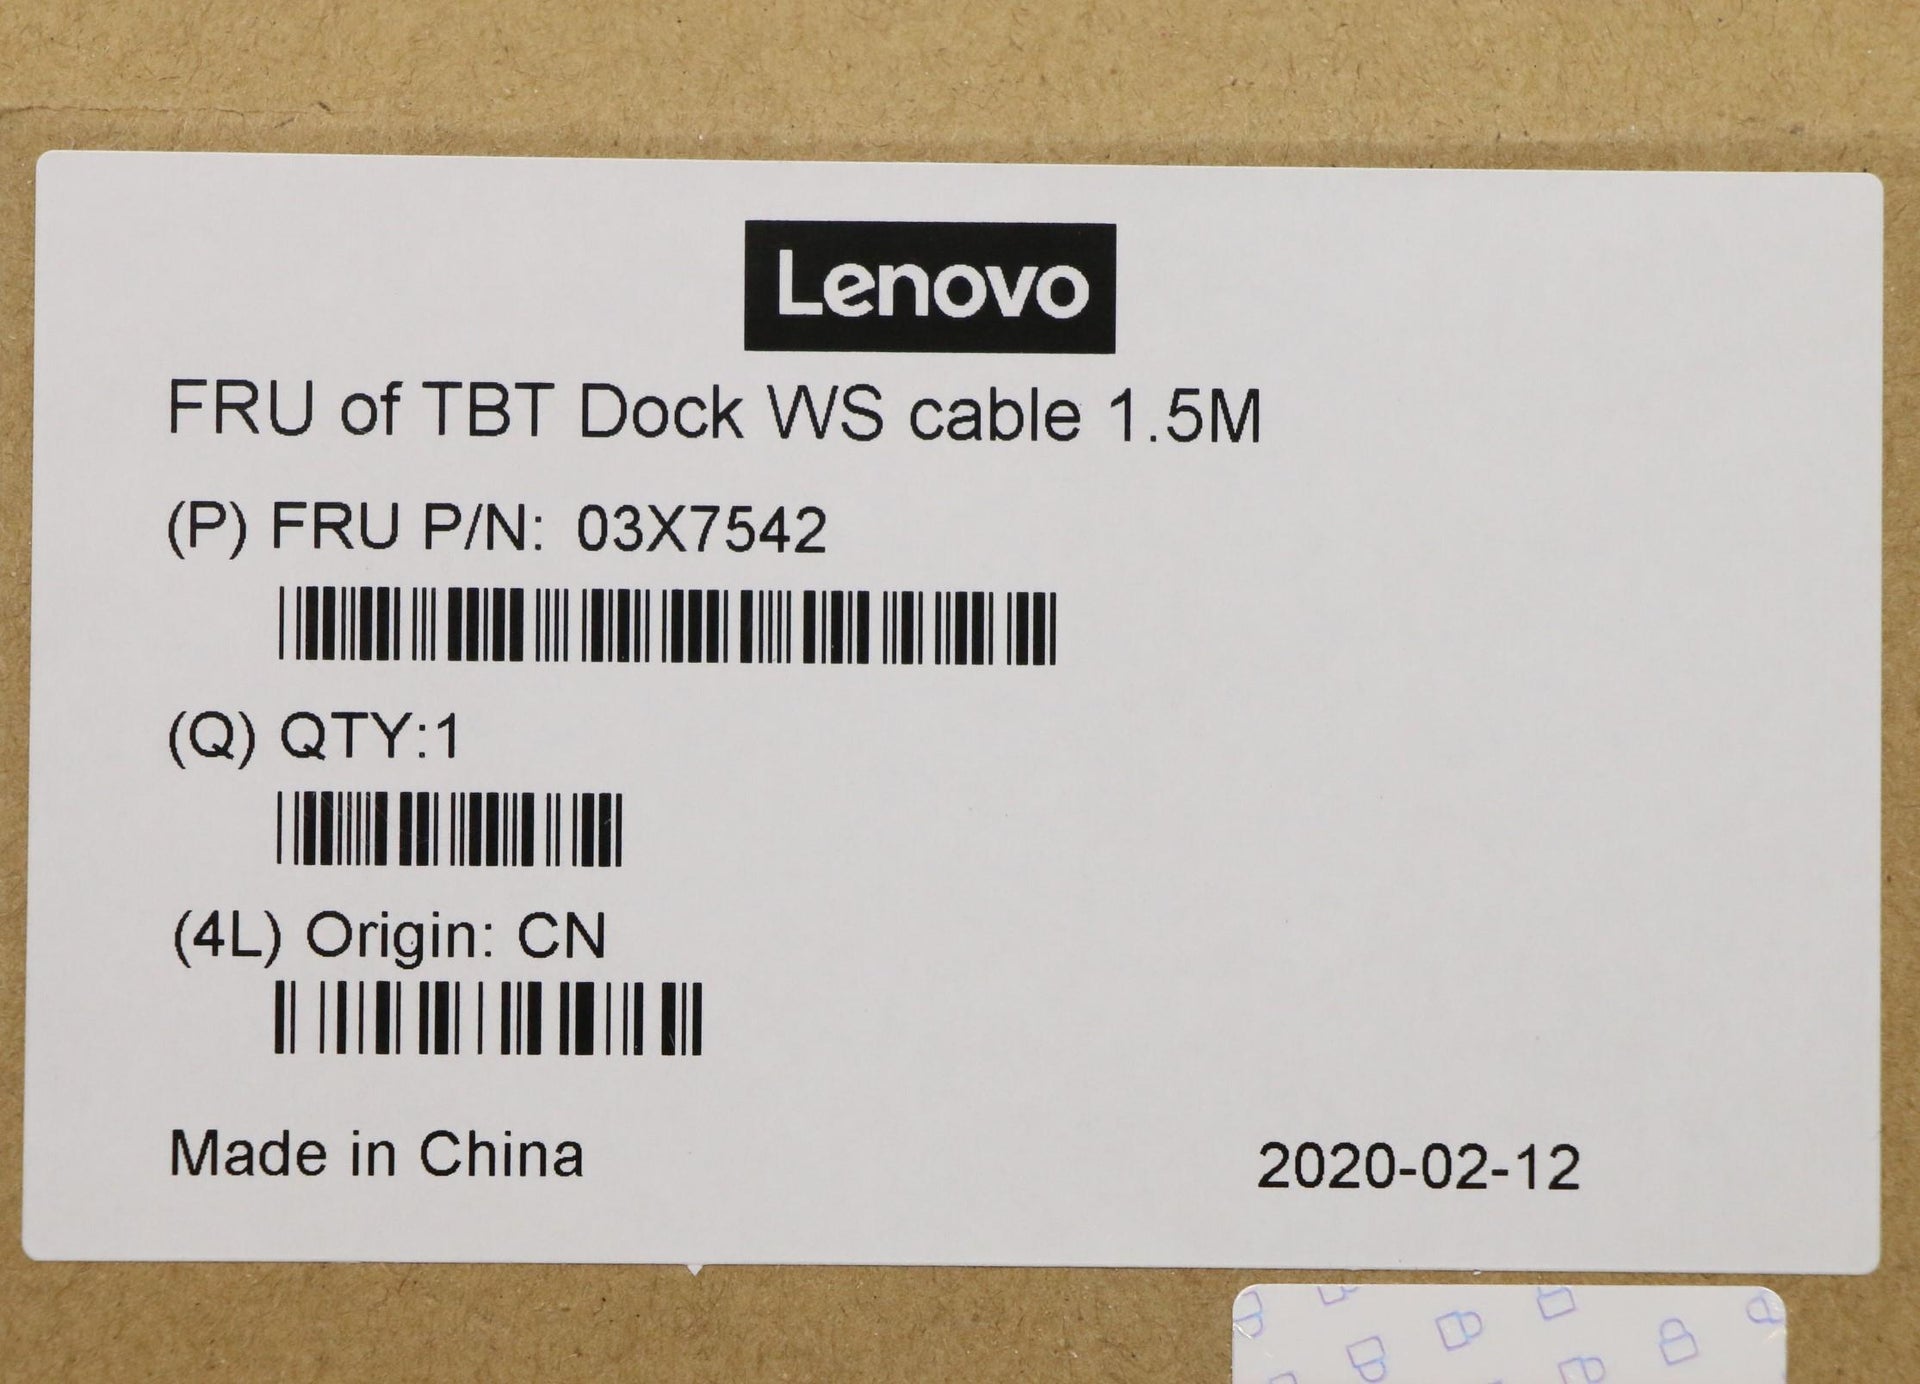 Lenovo
FRU of TBT Dock WS cable 1.5M
(P) FRU P/N: 03X7542
(Q) QTY:1
(4L) Origin: CN
Made in China
2020-02-12